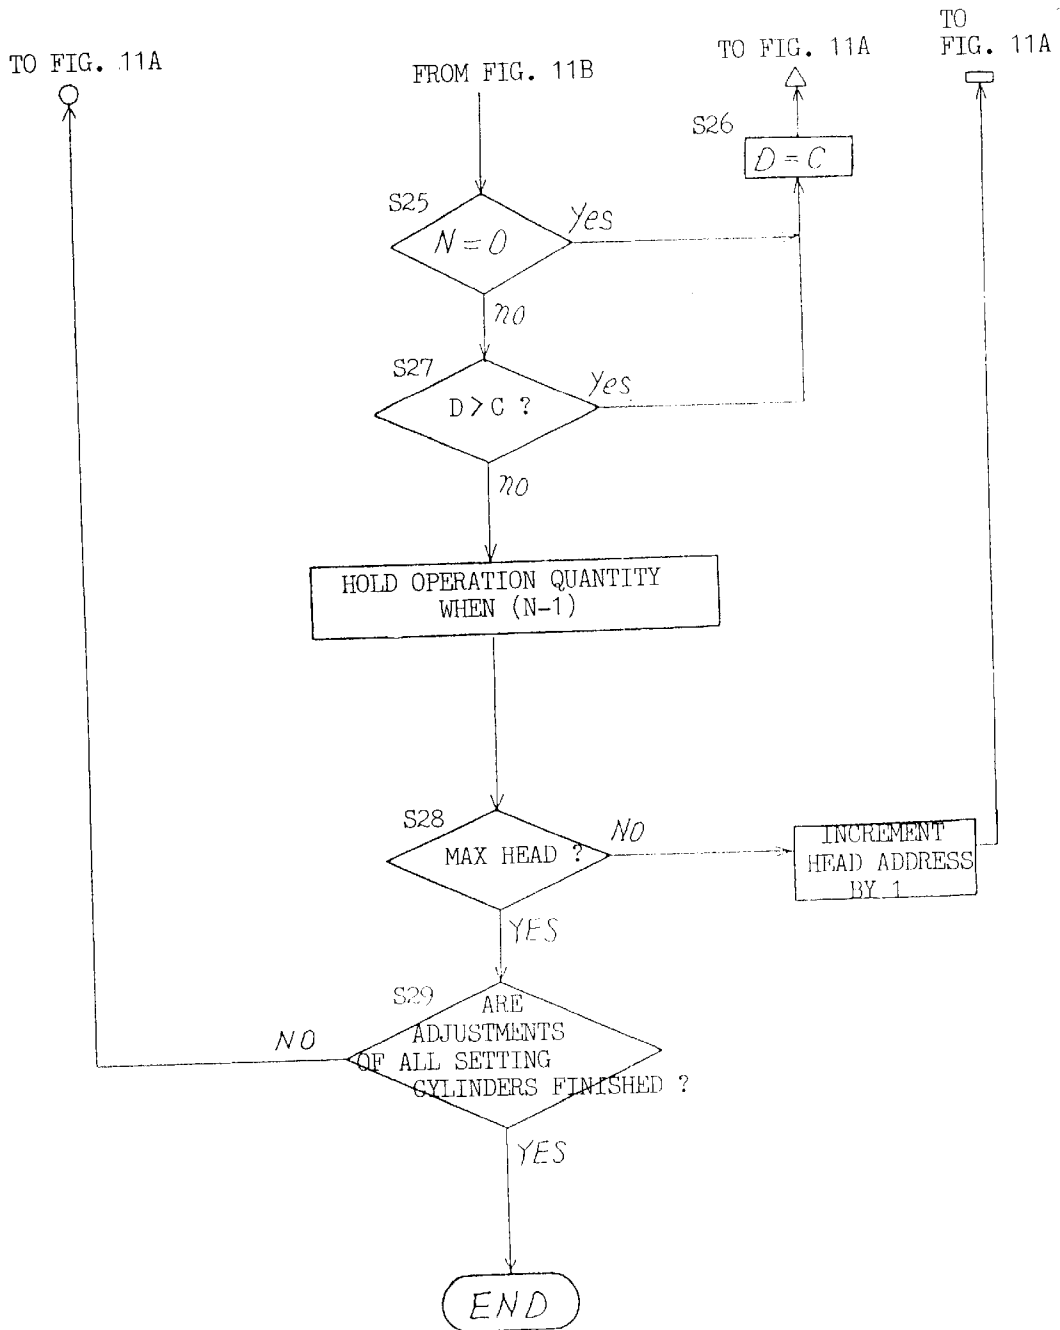 TO FIG. 11A
FROM FIG. 11B
TO FIG. 11A
TO
FIG. 11A
S26
D = C
S25
N = 0
Yes
no
S27
D > C ?
Yes
no
HOLD OPERATION QUANTITY
WHEN (N-1)
S28
MAX HEAD ?
NO
INCREMENT
HEAD ADDRESS
BY 1
YES
S29
ARE
ADJUSTMENTS
OF ALL SETTING
CYLINDERS FINISHED ?
NO
YES
END